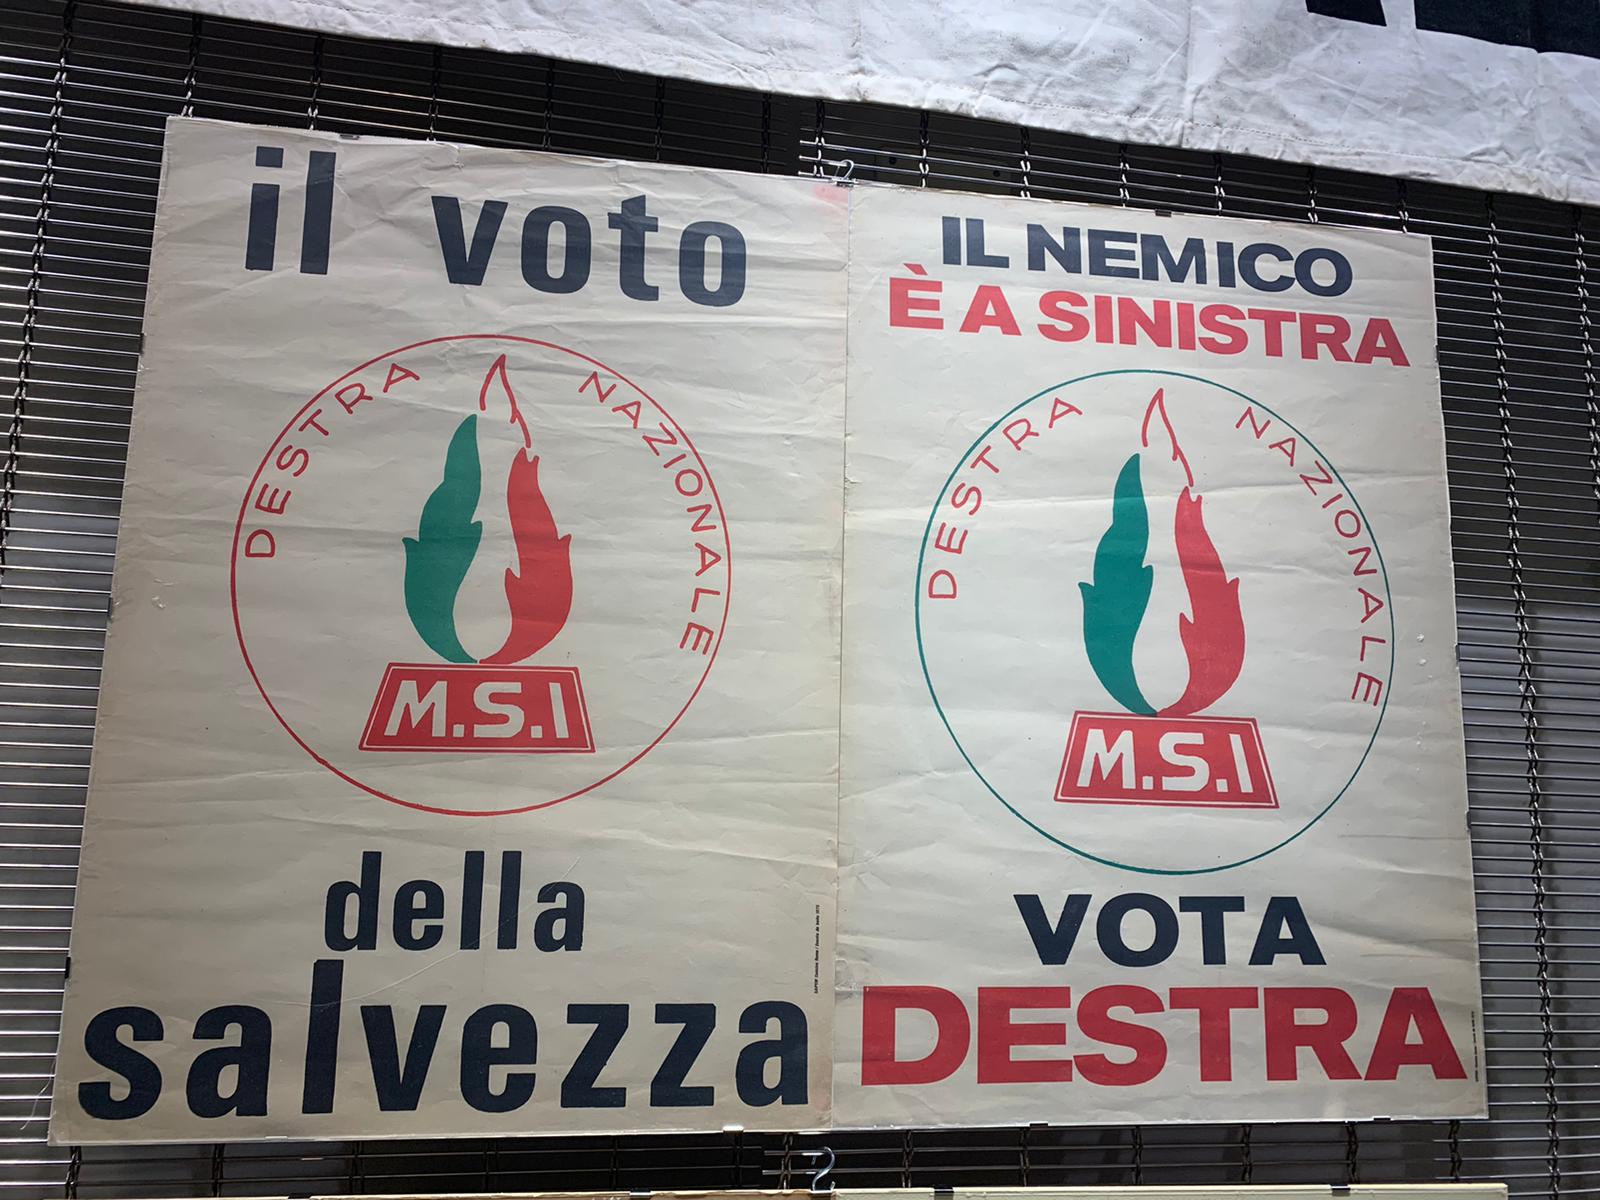 il voto
DESTRA NAZIONALE
M.S.I
della
salvezza
IL NEMICO
È A SINISTRA
DESTRA NAZIONALE
M.S.I
VOTA
DESTRA